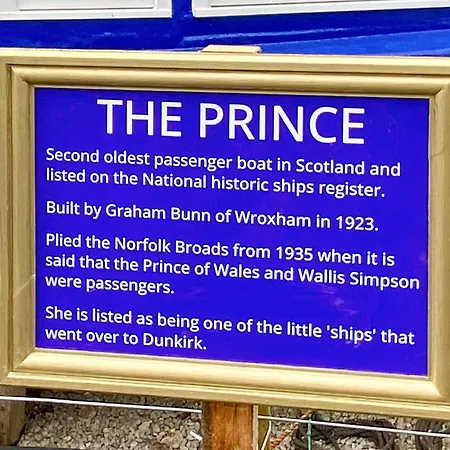 THE PRINCE
Second oldest passenger boat in Scotland and
listed on the National historic ships register.
Built by Graham Bunn of Wroxham in 1923.
Plied the Norfolk Broads from 1935 when it is
said that the Prince of Wales and Wallis Simpson
were passengers.
She is listed as being one of the little 'ships' that
went over to Dunkirk.